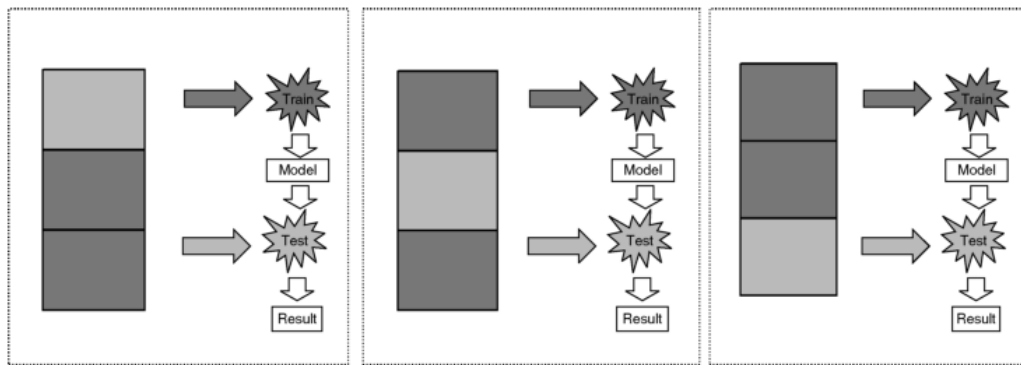 Train
Model
Test
Result
Train
Model
Test
Result
Train
Model
Test
Result